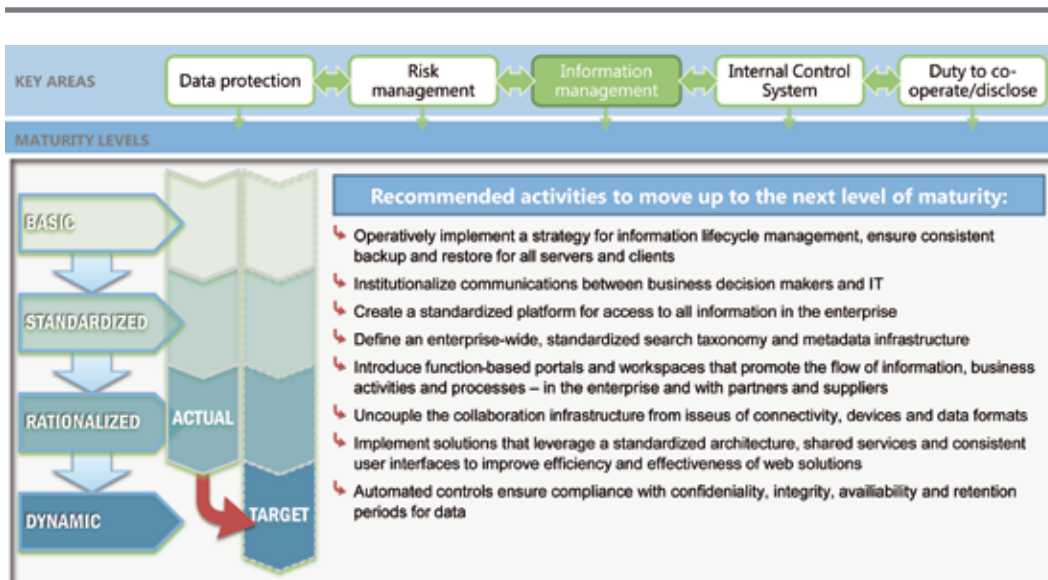 KEY AREAS
Data protection
Risk
management
Information
management
Internal Control
System
Duty to co-
operate/disclose
MATURITY LEVELS
BASIC
STANDARDIZED
RATIONALIZED
DYNAMIC
ACTUAL
TARGET
Recommended activities to move up to the next level of maturity:
Operatively implement a strategy for information lifecycle management, ensure consistent
backup and restore for all servers and clients
Institutionalize communications between business decision makers and IT
Create a standardized platform for access to all information in the enterprise
Define an enterprise-wide, standardized search taxonomy and metadata infrastructure
Introduce function-based portals and workspaces that promote the flow of information, business
activities and processes – in the enterprise and with partners and suppliers
Uncouple the collaboration infrastructure from isseus of connectivity, devices and data formats
Implement solutions that leverage a standardized architecture, shared services and consistent
user interfaces to improve efficiency and effectiveness of web solutions
Automated controls ensure compliance with confideniality, integrity, availiability and retention
periods for data